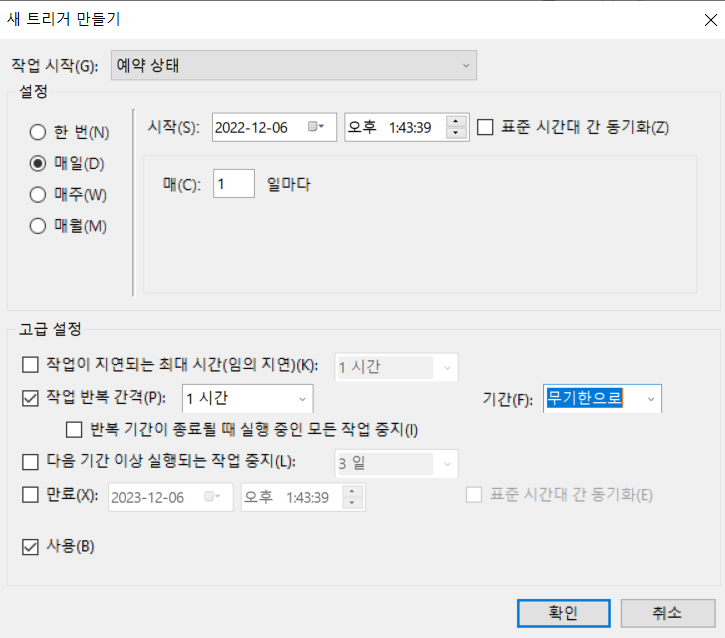 새 트리거 만들기
작업 시작(G): 예약 상태
설정
한 번(N)
매일(D)
매주(W)
매월(M)
시작(S): 2022-12-06 오후 1:43:39 표준 시간대 간 동기화(Z)
매(C): 1 일마다
고급 설정
작업이 지연되는 최대 시간(임의 지연)(K): 1 시간
작업 반복 간격(P): 1 시간 기간(F): 무기한으로
반복 기간이 종료될 때 실행 중인 모든 작업 중지(I)
다음 기간 이상 실행되는 작업 중지(L): 3 일
만료(X): 2023-12-06 오후 1:43:39 표준 시간대 간 동기화(E)
사용(B)
확인 취소